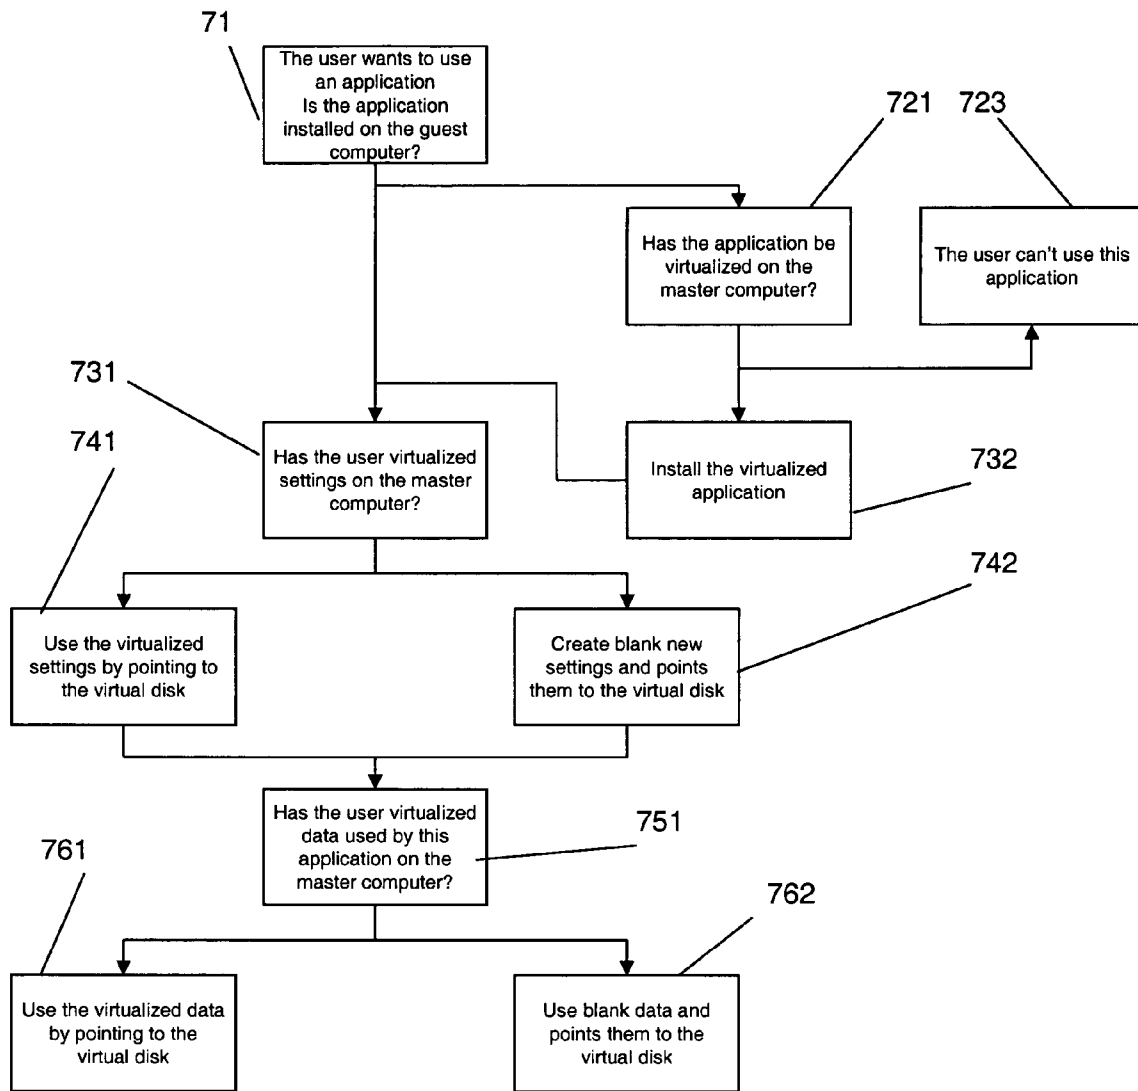 71
The user wants to use
an application
Is the application
installed on the guest
computer?
721
723
Has the application be
virtualized on the
master computer?
The user can't use this
application
731
Has the user virtualized
settings on the master
computer?
Install the virtualized
application
732
741
742
Use the virtualized
settings by pointing to
the virtual disk
Create blank new
settings and points
them to the virtual disk
Has the user virtualized
data used by this
application on the
master computer?
751
761
762
Use the virtualized data
by pointing to the
virtual disk
Use blank data and
points them to the
virtual disk